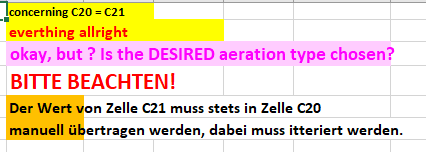 concerning C20 = C21
everthing allright
okay, but ? Is the DESIRED aeration type chosen?
BITTE BEACHTEN!
Der Wert von Zelle C21 muss stets in Zelle C20
manuell übertragen werden, dabei muss itteriert werden.